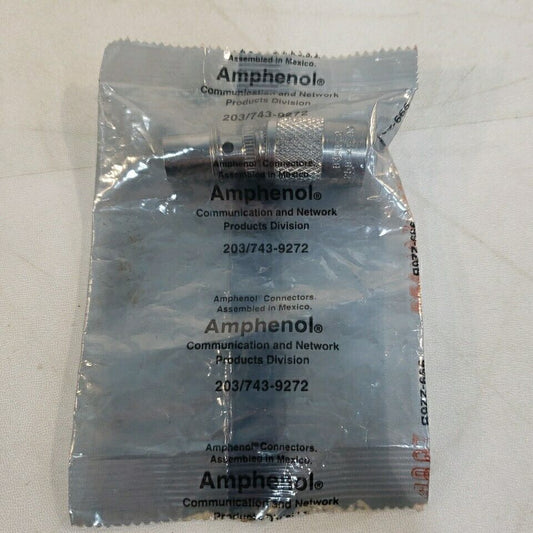 Assembled in Mexico.
Amphenol®
Communication and Network
Products Division
203/743-9272
Amphenol® Connectors.
Assembled in Mexico.
Amphenol®
Communication and Network
Products Division
203/743-9272
Amphenol® Connectors.
Assembled in Mexico.
Amphenol®
Communication and Network
Products Division
203/743-9272
Amphenol® Connectors.
Assembled in Mexico.
Amphenol®
Communication and Network
Products Division